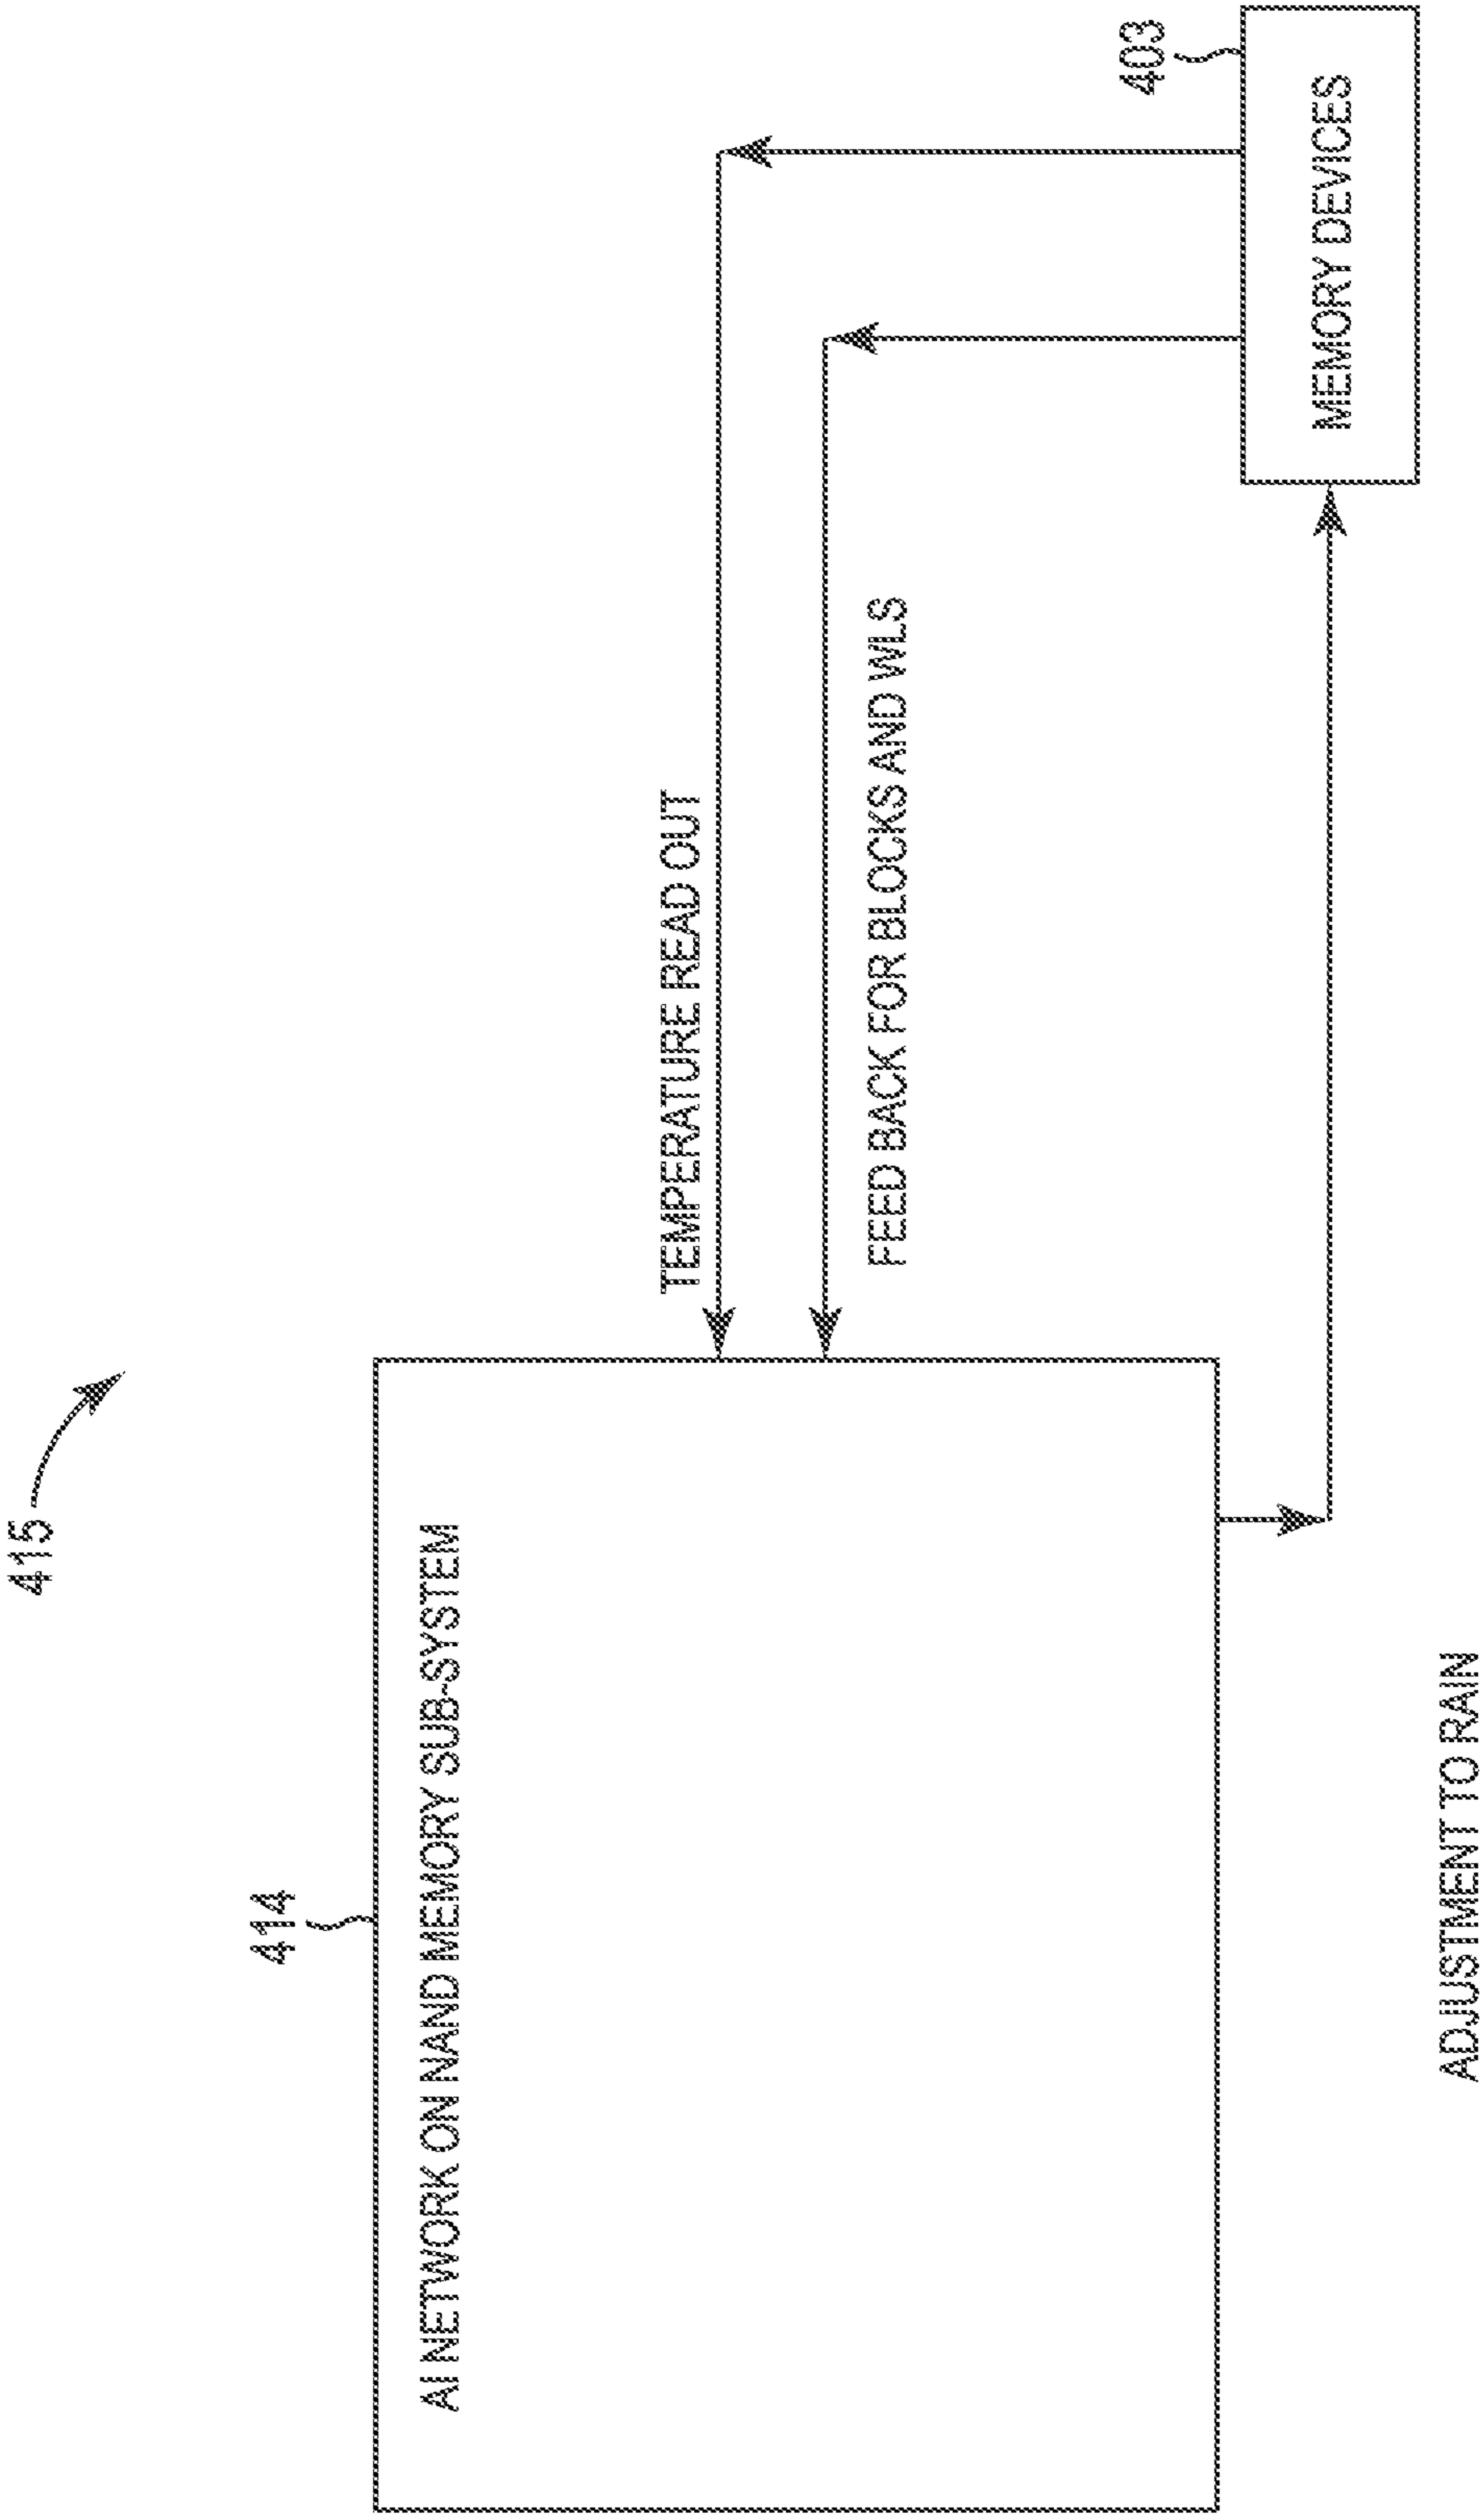 415
414
AI NETWORK ON NAND MEMORY SUB-SYSTEM
TEMPERATURE READ OUT
FEED BACK FOR BLOCKS AND WLS
403
MEMORY DEVICES
ADJUSTMENT TO RAIN